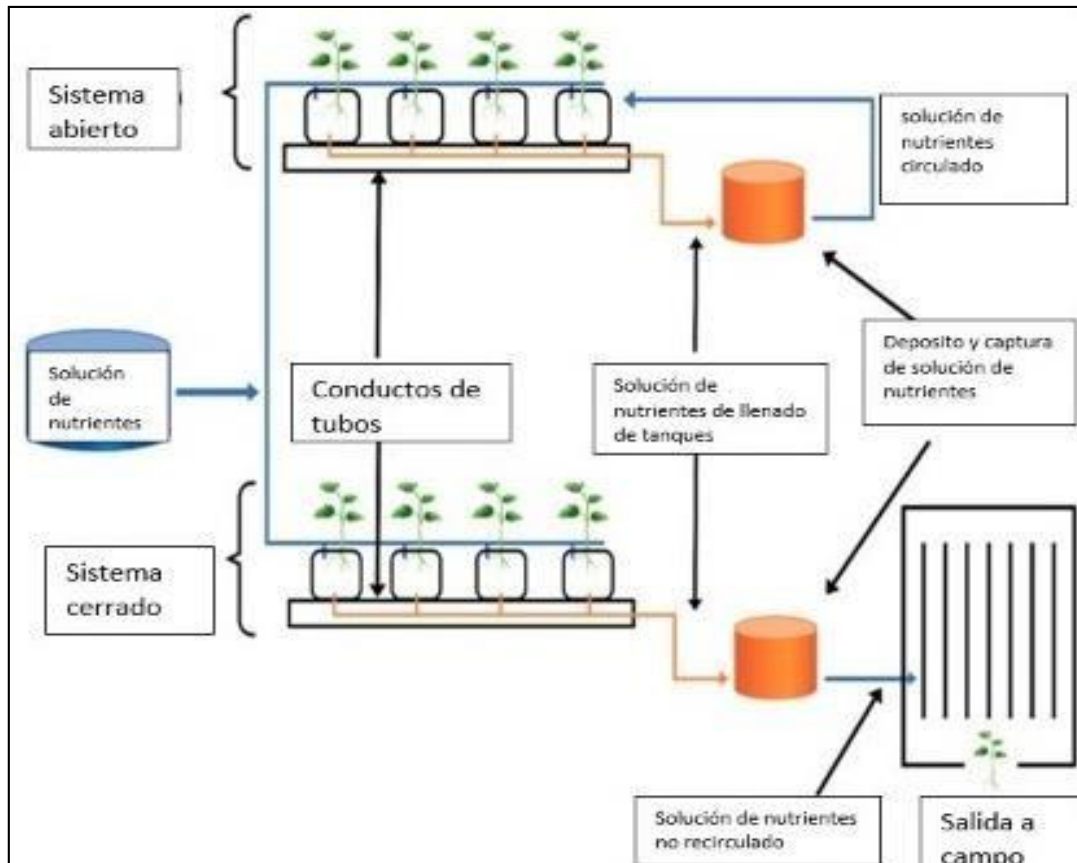 Sistema
abierto
solución de
nutrientes
circulado
Solución
de
nutrientes
Conductos de
tubos
Solución de
nutrientes de llenado
de tanques
Deposito y captura
de solución de
nutrientes
Sistema
cerrado
Solución de nutrientes
no recirculado
Salida a
campo